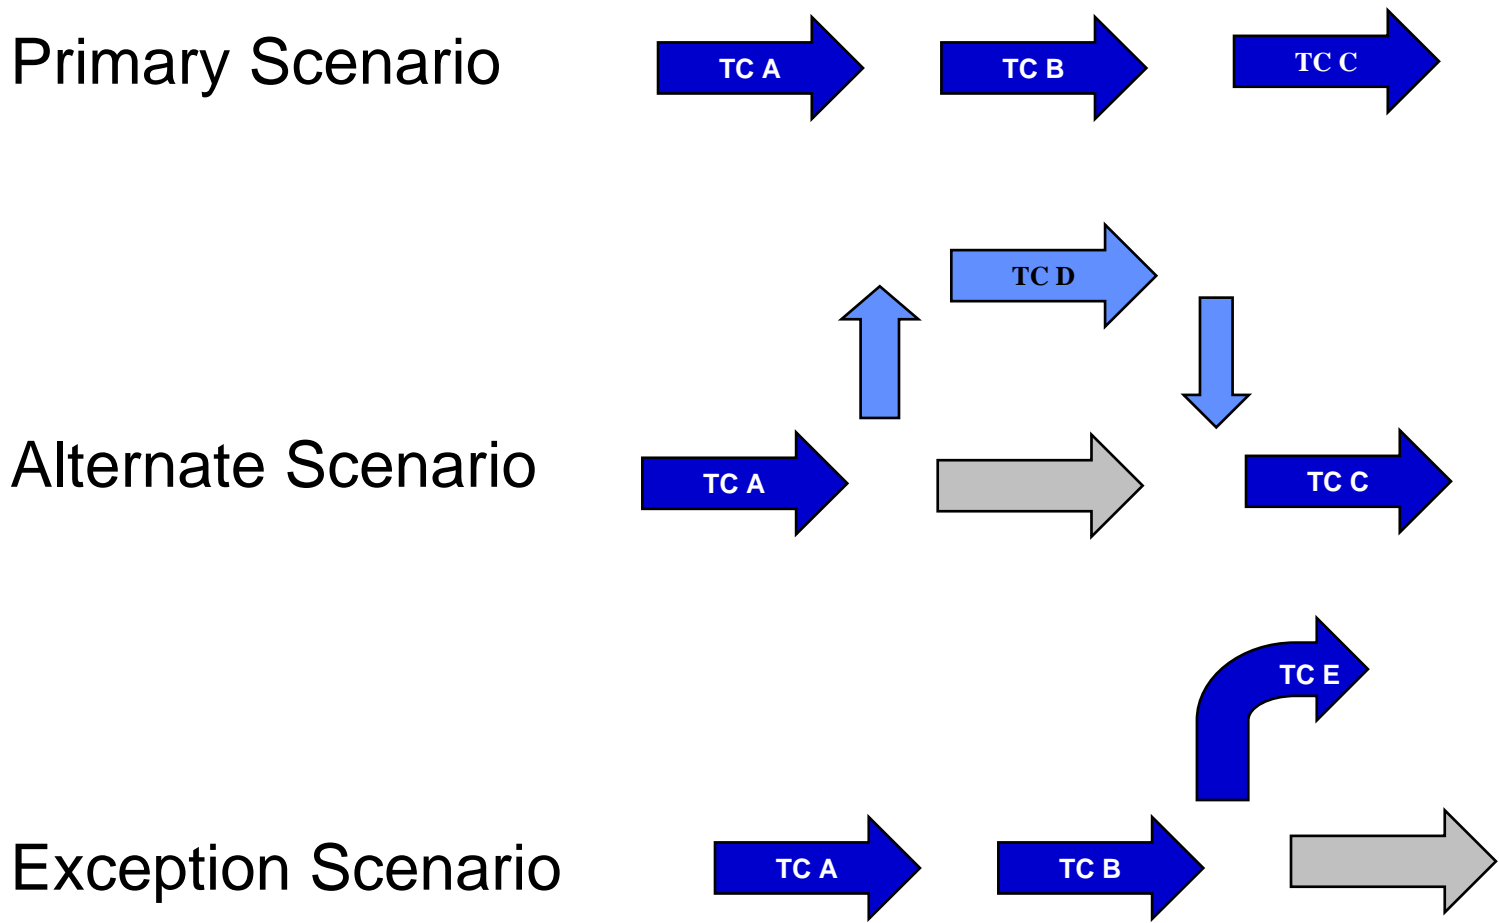 Primary Scenario
TC A
TC B
TC C
TC D
Alternate Scenario
TC A
TC C
TC E
Exception Scenario
TC A
TC B